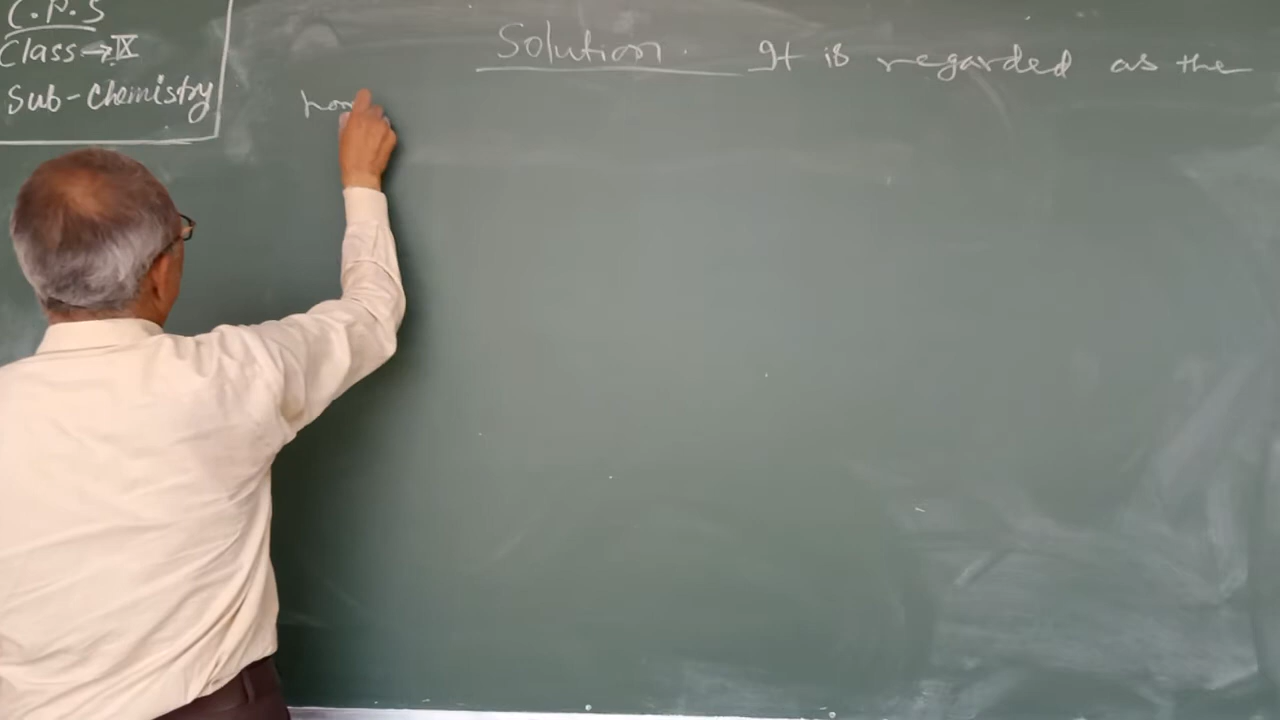 C.P.S
Class→IX
Sub-Chemistry
Solution. It is regarded as the
hom